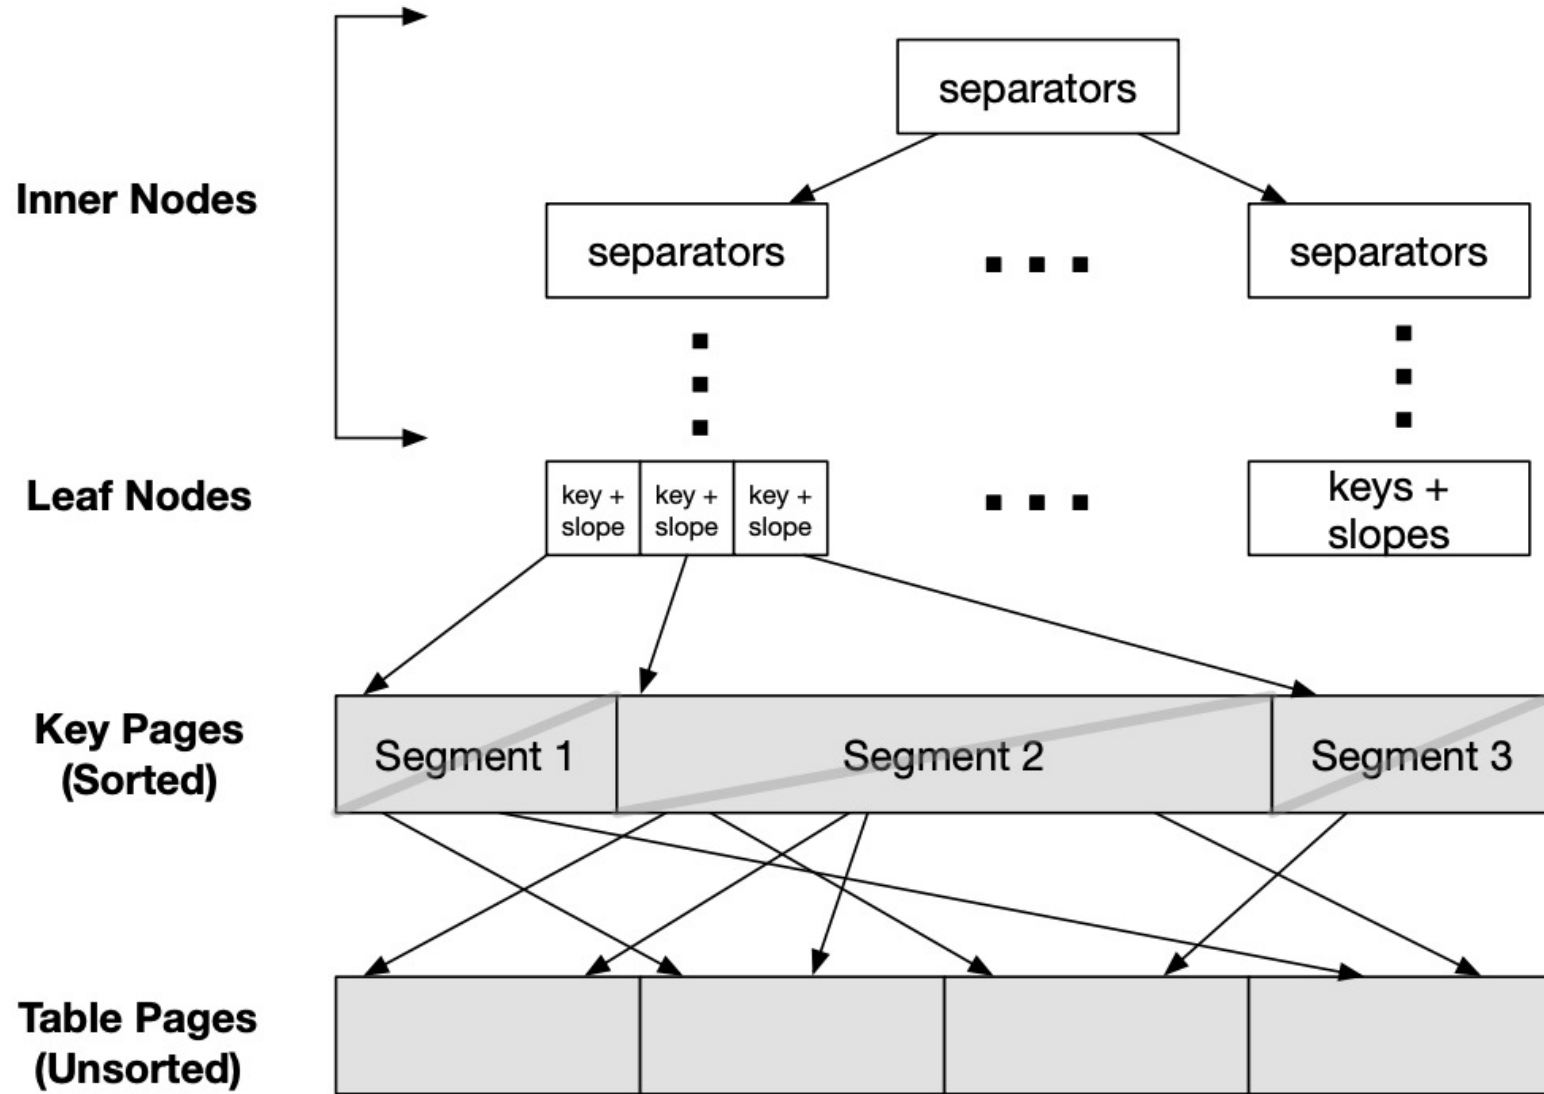 separators
Inner Nodes
separators
separators
Leaf Nodes
key +
slope
key +
slope
key +
slope
keys +
slopes
Key Pages
(Sorted)
Segment 1
Segment 2
Segment 3
Table Pages
(Unsorted)